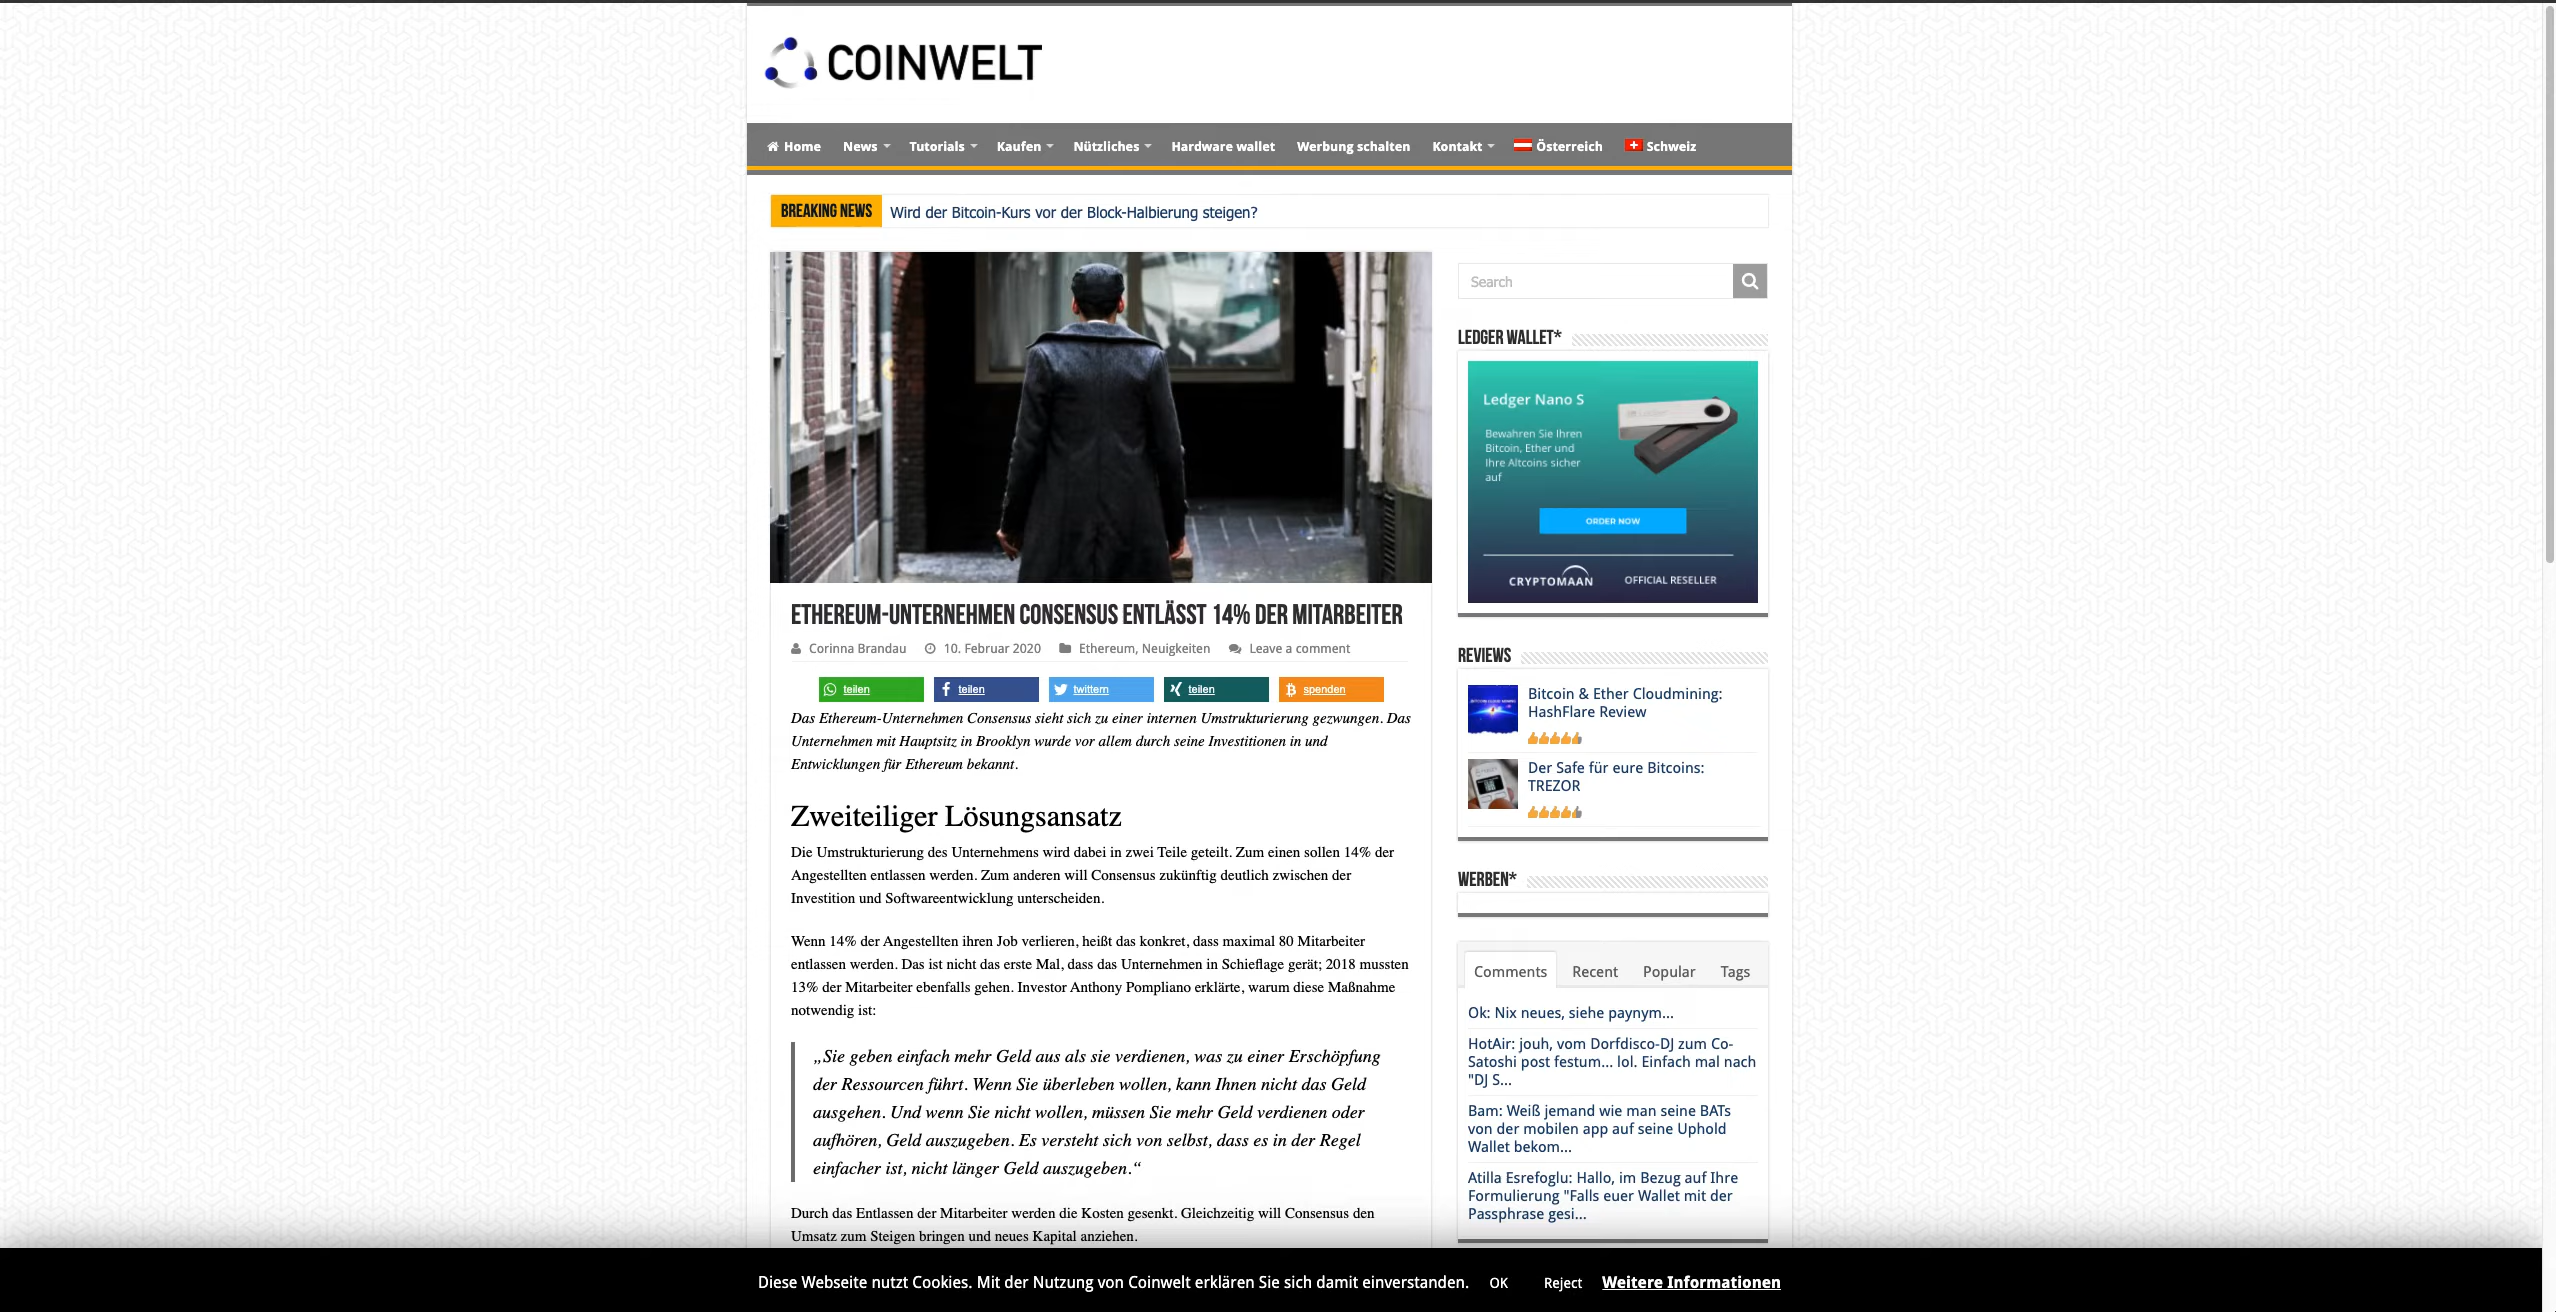 COINWELT
Home News Tutorials Kaufen Nützliches Hardware wallet Werbung schalten Kontakt Österreich Schweiz
BREAKING NEWS Wird der Bitcoin-Kurs vor der Block-Halbierung steigen?
ETHEREUM-UNTERNEHMEN CONSENSUS ENTLÄSST 14% DER MITARBEITER
Corinna Brandau 10. Februar 2020 Ethereum, Neuigkeiten Leave a comment
teilen teilen twittern teilen spenden
Das Ethereum-Unternehmen Consensus sieht sich zu einer internen Umstrukturierung gezwungen. Das
Unternehmen mit Hauptsitz in Brooklyn wurde vor allem durch seine Investitionen in und
Entwicklungen für Ethereum bekannt.
Zweiteiliger Lösungsansatz
Die Umstrukturierung des Unternehmens wird dabei in zwei Teile geteilt. Zum einen sollen 14% der
Angestellten entlassen werden. Zum anderen will Consensus zukünftig deutlich zwischen der
Investition und Softwareentwicklung unterscheiden.
Wenn 14% der Angestellten ihren Job verlieren, heißt das konkret, dass maximal 80 Mitarbeiter
entlassen werden. Das ist nicht das erste Mal, dass das Unternehmen in Schieflage gerät; 2018 mussten
13% der Mitarbeiter ebenfalls gehen. Investor Anthony Pompliano erklärte, warum diese Maßnahme
notwendig ist:
„Sie geben einfach mehr Geld aus als sie verdienen, was zu einer Erschöpfung
der Ressourcen führt. Wenn Sie überleben wollen, kann Ihnen nicht das Geld
ausgehen. Und wenn Sie nicht wollen, müssen Sie mehr Geld verdienen oder
aufhören, Geld auszugeben. Es versteht sich von selbst, dass es in der Regel
einfacher ist, nicht länger Geld auszugeben.“
Durch das Entlassen der Mitarbeiter werden die Kosten gesenkt. Gleichzeitig will Consensus den
Umsatz zum Steigen bringen und neues Kapital anziehen.
Search
LEDGER WALLET*
Ledger Nano S
Bewahren Sie Ihren
Bitcoin, Ether und
Ihre Altcoins sicher
auf
ORDER NOW
CRYPTOMAAN OFFICIAL RESELLER
REVIEWS
Bitcoin & Ether Cloudmining:
HashFlare Review
Der Safe für eure Bitcoins:
TREZOR
WERBEN*
Comments Recent Popular Tags
Ok: Nix neues, siehe paynym...
HotAir: jouh, vom Dorfdisco-DJ zum Co-
Satoshi post festum... lol. Einfach mal nach
"DJ S...
Bam: Weiß jemand wie man seine BATs
von der mobilen app auf seine Uphold
Wallet bekom...
Atilla Esrefoglu: Hallo, im Bezug auf Ihre
Formulierung "Falls euer Wallet mit der
Passphrase gesi...
Diese Webseite nutzt Cookies. Mit der Nutzung von Coinwelt erklären Sie sich damit einverstanden. OK Reject Weitere Informationen